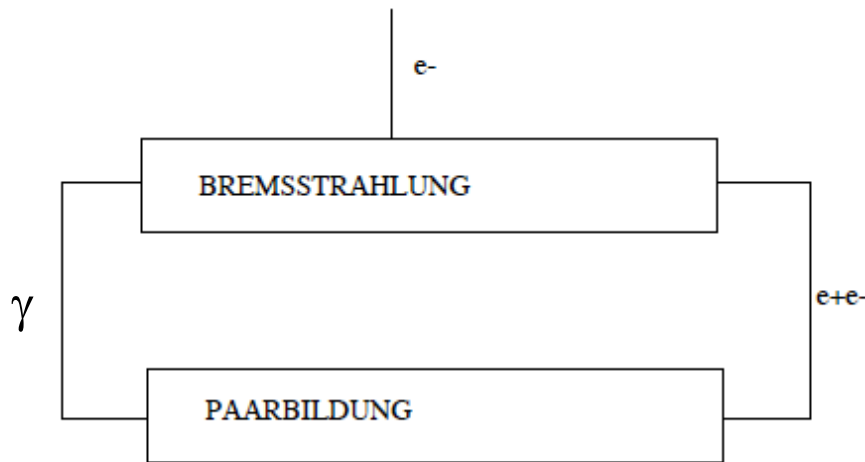 e-
BREMSSTRAHLUNG
γ
e+e-
PAARBILDUNG